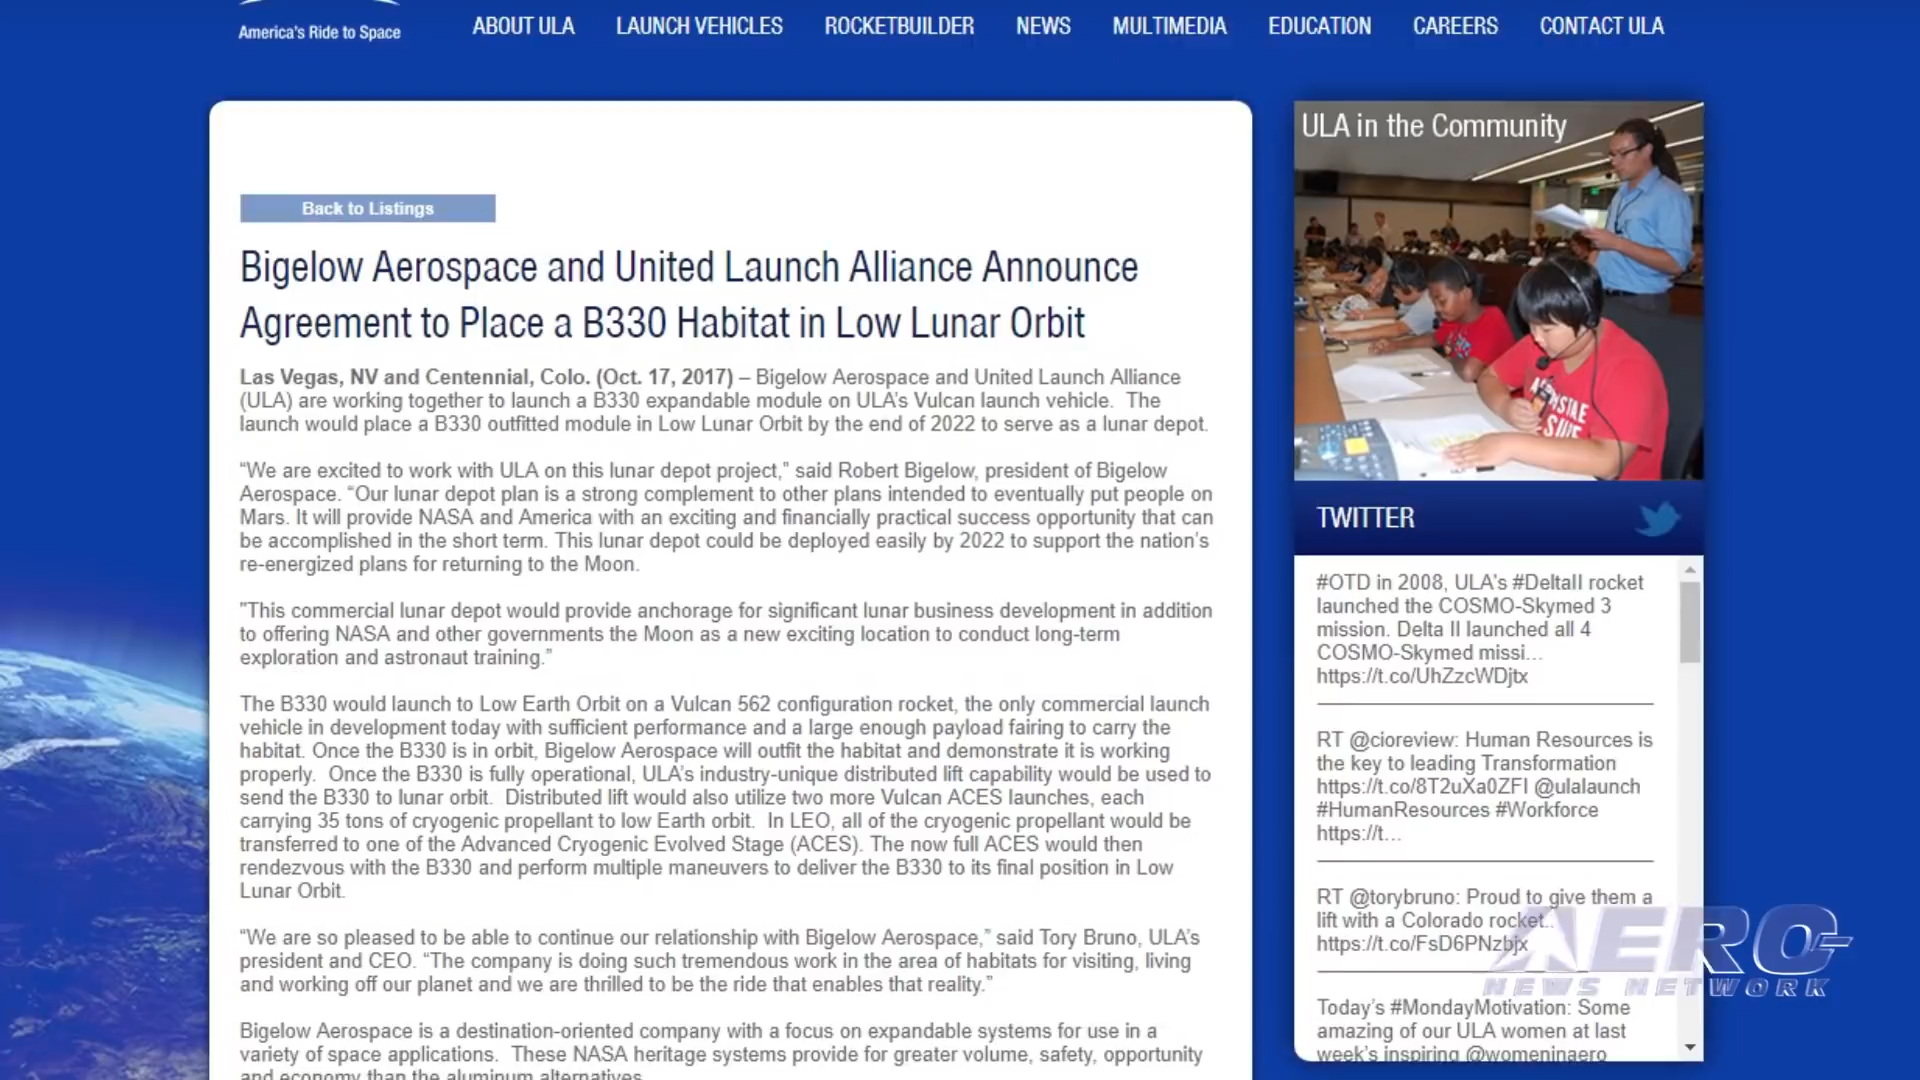 America's Ride to Space
ABOUT ULA
LAUNCH VEHICLES
ROCKETBUILDER
NEWS
MULTIMEDIA
EDUCATION
CAREERS
CONTACT ULA
Back to Listings
Bigelow Aerospace and United Launch Alliance Announce
Agreement to Place a B330 Habitat in Low Lunar Orbit
Las Vegas, NV and Centennial, Colo. (Oct. 17, 2017) – Bigelow Aerospace and United Launch Alliance
(ULA) are working together to launch a B330 expandable module on ULA's Vulcan launch vehicle.  The
launch would place a B330 outfitted module in Low Lunar Orbit by the end of 2022 to serve as a lunar depot.
“We are excited to work with ULA on this lunar depot project,” said Robert Bigelow, president of Bigelow
Aerospace. “Our lunar depot plan is a strong complement to other plans intended to eventually put people on
Mars. It will provide NASA and America with an exciting and financially practical success opportunity that can
be accomplished in the short term. This lunar depot could be deployed easily by 2022 to support the nation’s
re-energized plans for returning to the Moon.
"This commercial lunar depot would provide anchorage for significant lunar business development in addition
to offering NASA and other governments the Moon as a new exciting location to conduct long-term
exploration and astronaut training.”
The B330 would launch to Low Earth Orbit on a Vulcan 562 configuration rocket, the only commercial launch
vehicle in development today with sufficient performance and a large enough payload fairing to carry the
habitat. Once the B330 is in orbit, Bigelow Aerospace will outfit the habitat and demonstrate it is working
properly.  Once the B330 is fully operational, ULA's industry-unique distributed lift capability would be used to
send the B330 to lunar orbit.  Distributed lift would also utilize two more Vulcan ACES launches, each
carrying 35 tons of cryogenic propellant to low Earth orbit.  In LEO, all of the cryogenic propellant would be
transferred to one of the Advanced Cryogenic Evolved Stage (ACES). The now full ACES would then
rendezvous with the B330 and perform multiple maneuvers to deliver the B330 to its final position in Low
Lunar Orbit.
“We are so pleased to be able to continue our relationship with Bigelow Aerospace,” said Tory Bruno, ULA’s
president and CEO. “The company is doing such tremendous work in the area of habitats for visiting, living
and working off our planet and we are thrilled to be the ride that enables that reality.”
Bigelow Aerospace is a destination-oriented company with a focus on expandable systems for use in a
variety of space applications.  These NASA heritage systems provide for greater volume, safety, opportunity
and economy than the aluminum alternatives.
ULA in the Community
TWITTER
#OTD in 2008, ULA's #DeltaII rocket
launched the COSMO-Skymed 3
mission. Delta II launched all 4
COSMO-Skymed missi…
https://t.co/UhZzcWDjtx
RT @cioreview: Human Resources is
the key to leading Transformation
https://t.co/8T2uXa0ZFI @ulalaunch
#HumanResources #Workforce
https://t…
RT @torybruno: Proud to give them a
lift with a Colorado rocket..
https://t.co/FsD6PNzbjx
Today's #MondayMotivation: Some
amazing of our ULA women at last
week's inspiring @womeninaero
AERO-
NEWS NETWORK